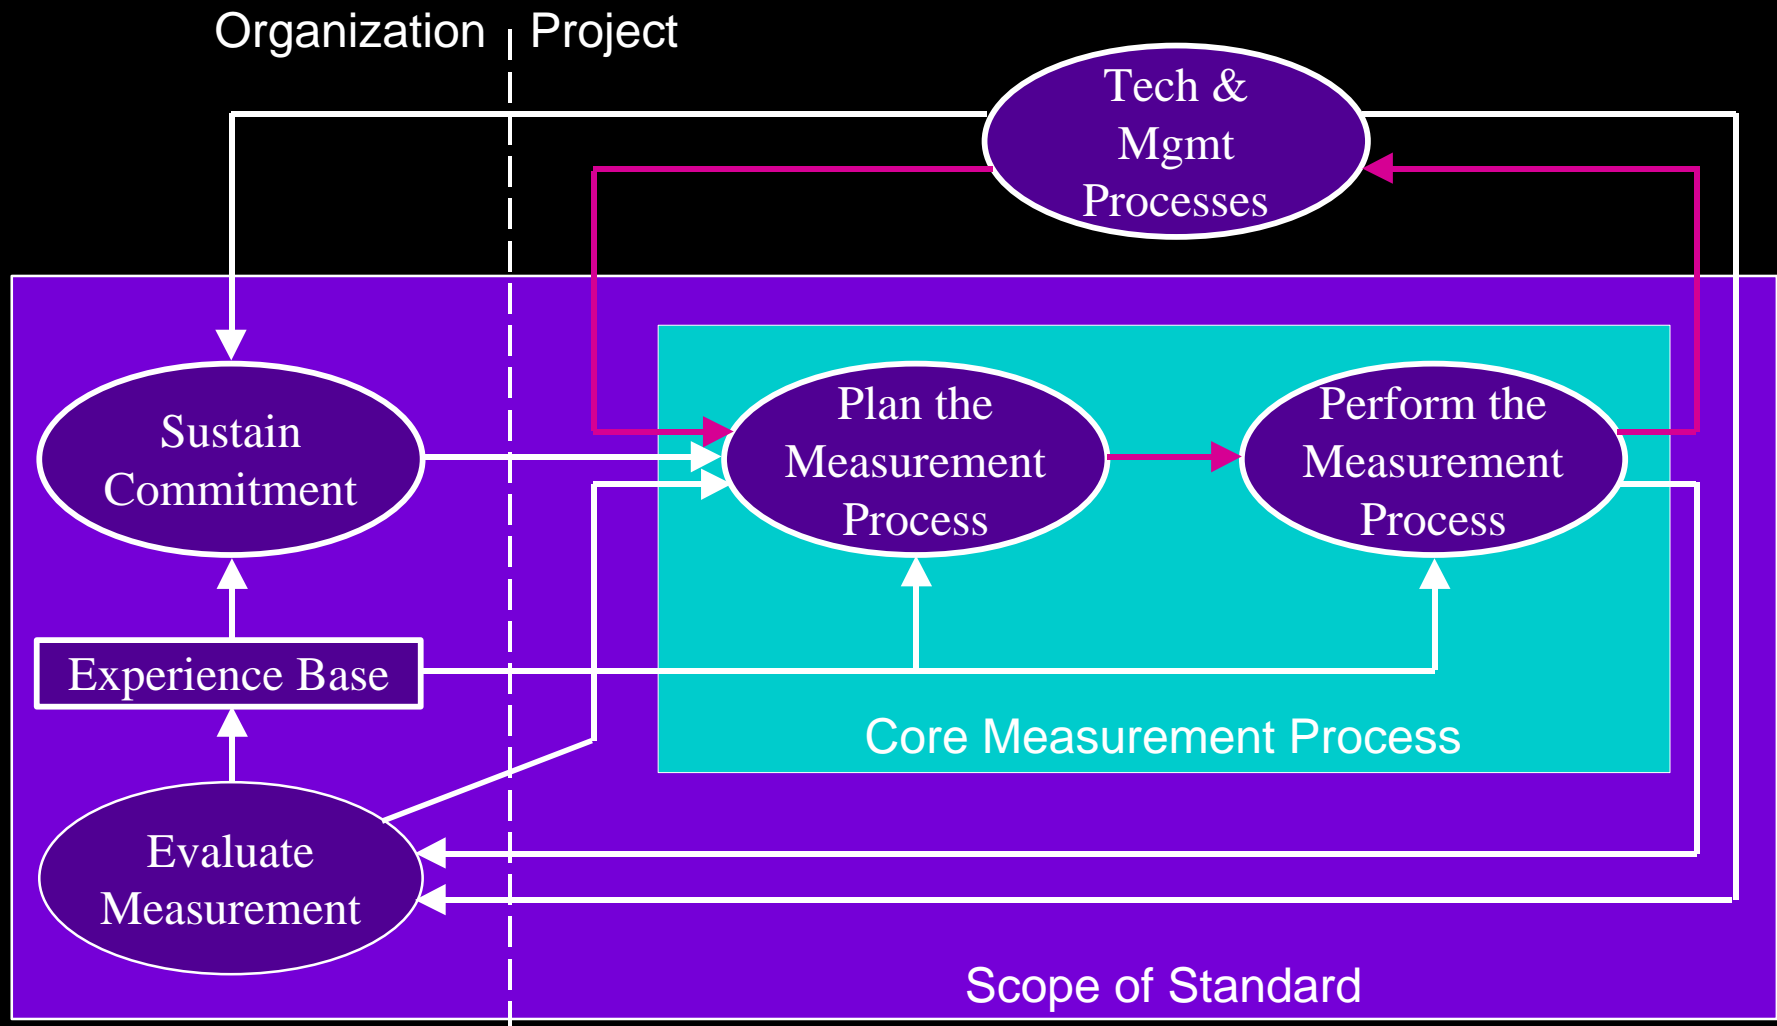 Organization
Project
Tech &
Mgmt
Processes
Sustain
Commitment
Plan the
Measurement
Process
Perform the
Measurement
Process
Experience Base
Core Measurement Process
Evaluate
Measurement
Scope of Standard